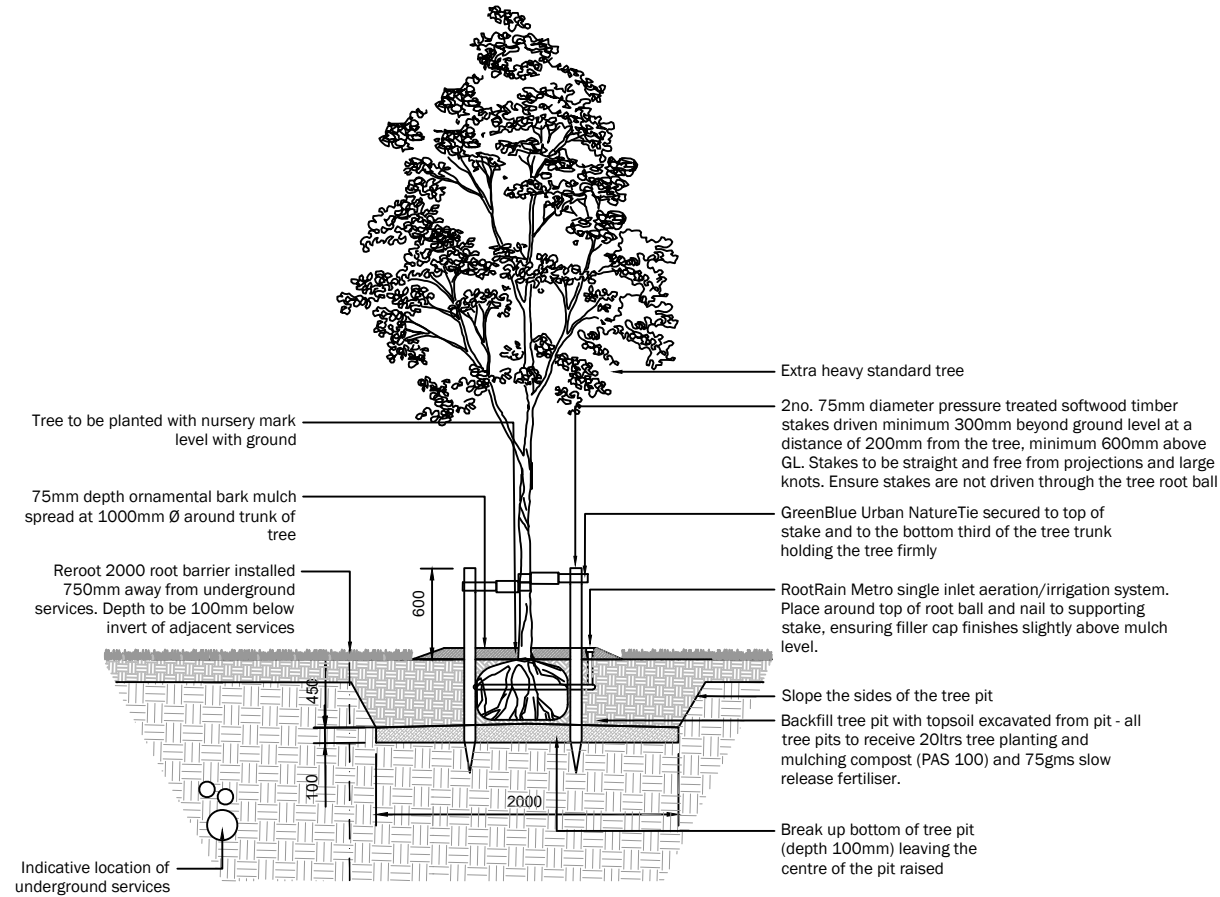 Extra heavy standard tree
2no. 75mm diameter pressure treated softwood timber
stakes driven minimum 300mm beyond ground level at a
distance of 200mm from the tree, minimum 600mm above
GL. Stakes to be straight and free from projections and large
knots. Ensure stakes are not driven through the tree root ball
Tree to be planted with nursery mark
level with ground
75mm depth ornamental bark mulch
spread at 1000mm Ø around trunk of
tree
GreenBlue Urban NatureTie secured to top of
stake and to the bottom third of the tree trunk
holding the tree firmly
Reroot 2000 root barrier installed
750mm away from underground
services. Depth to be 100mm below
invert of adjacent services
600
RootRain Metro single inlet aeration/irrigation system.
Place around top of root ball and nail to supporting
stake, ensuring filler cap finishes slightly above mulch
level.
450
Slope the sides of the tree pit
Backfill tree pit with topsoil excavated from pit - all
tree pits to receive 20ltrs tree planting and
mulching compost (PAS 100) and 75gms slow
release fertiliser.
100
2000
Break up bottom of tree pit
(depth 100mm) leaving the
centre of the pit raised
Indicative location of
underground services